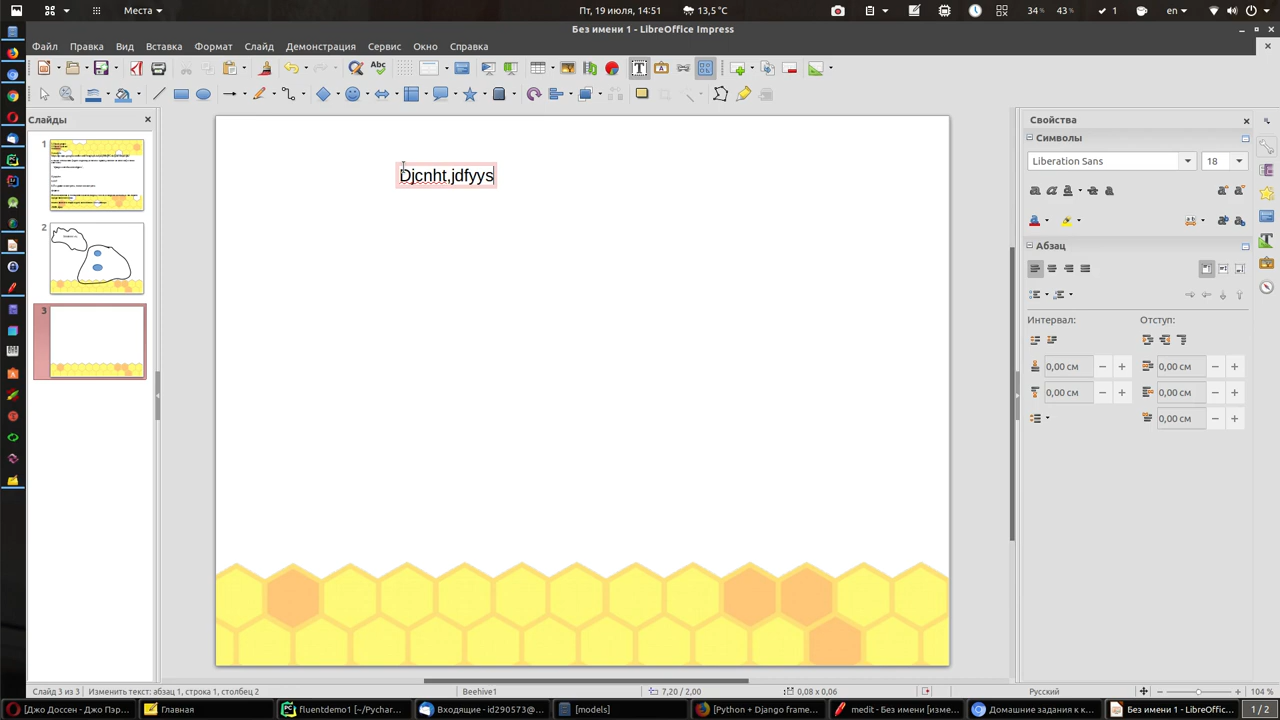 Места
Пт, 19 июля, 14:51
13,5°C
34 %
43 %
1
en
Без имени 1 - LibreOffice Impress
Файл
Правка
Вид
Вставка
Формат
Слайд
Демонстрация
Сервис
Окно
Справка
Слайды
Свойства
Символы
Liberation Sans
18
Абзац
Интервал:
Отступ:
0,00 см
0,00 см
0,00 см
0,00 см
0,00 см
1
2
3
Djcnht,jdfyys
Слайд 3 из 3
Изменить текст: абзац 1, строка 1, столбец 2
Beehive1
7,20 / 2,00
0,08 x 0,06
Русский
104 %
[Джо Доссен - Джо Пэр...
Главная
fluentdemo1 [~/Pychar...
Входящие - id290573@...
[models]
[Python + Django frame...
medit - Без имени [изме...
[Домашние задания к к...
Без имени 1 - LibreOffic...
1/2